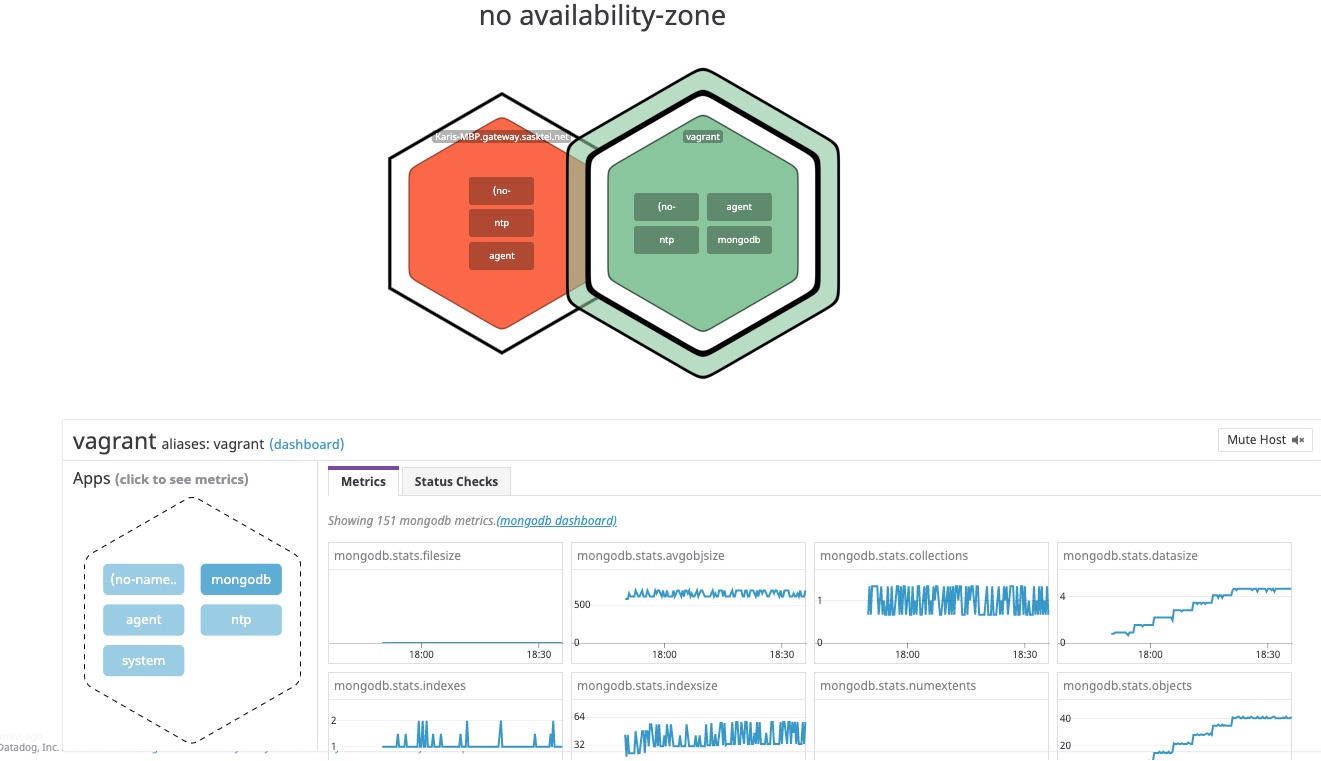 no availability-zone
Karis-MBP.gateway.sasktel.net
vagrant
(no-
ntp
agent
(no-
agent
ntp
mongodb
vagrant aliases: vagrant (dashboard)
Mute Host
Apps (click to see metrics)
Metrics
Status Checks
(no-name..
mongodb
agent
ntp
system
Showing 151 mongodb metrics.(mongodb dashboard)
mongodb.stats.filesize
0
18:00
18:30
mongodb.stats.avgobjsize
500
0
18:00
18:30
mongodb.stats.collections
1
0
18:00
18:30
mongodb.stats.datasize
4
0
18:00
18:30
mongodb.stats.indexes
2
1
mongodb.stats.indexsize
64
32
mongodb.stats.numextents
mongodb.stats.objects
40
20
Datadog, Inc.